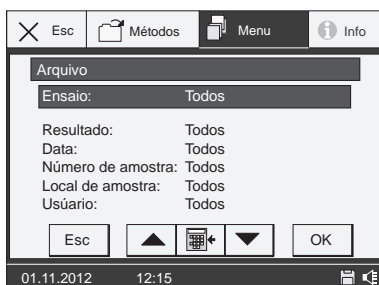 Esc Métodos Menu Info
Arquivo
Ensaio: Todos
Resultado: Todos
Data: Todos
Número de amostra: Todos
Local de amostra: Todos
Usúario: Todos
Esc OK
01.11.2012 12:15